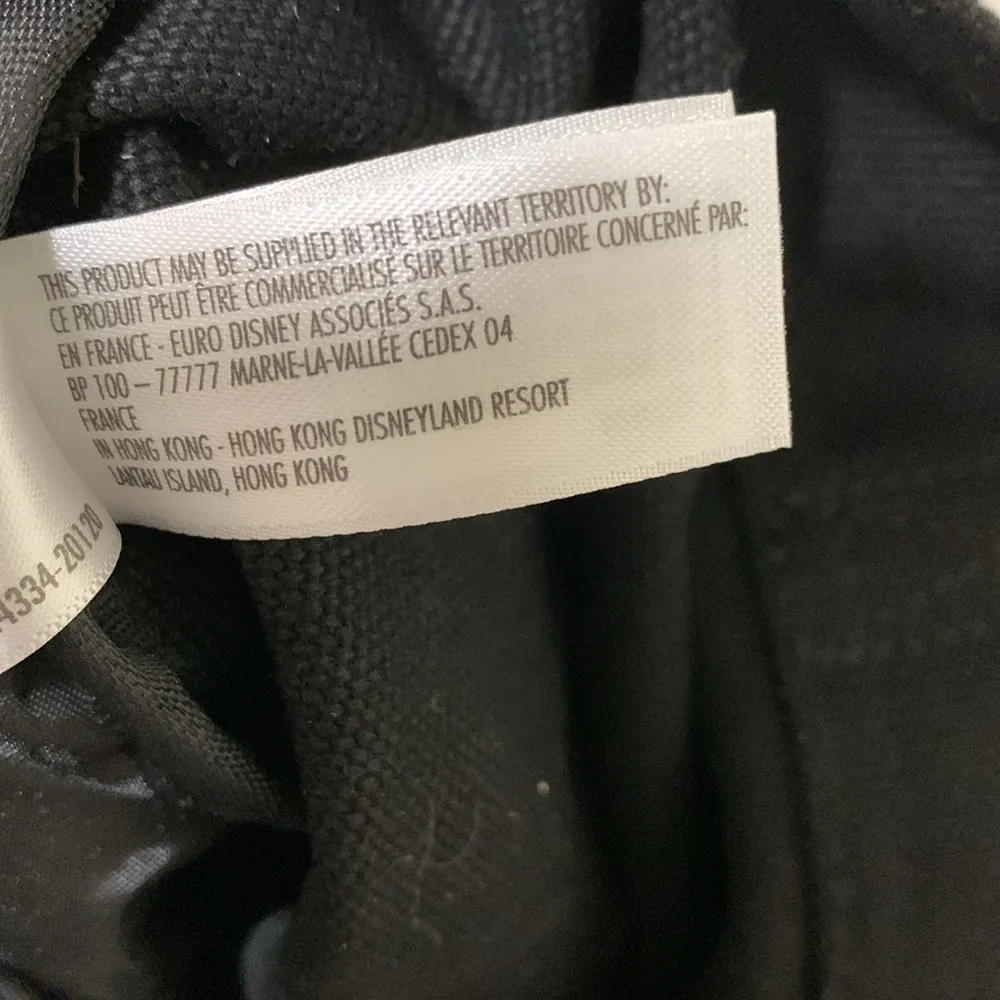 THIS PRODUCT MAY BE SUPPLIED IN THE RELEVANT TERRITORY BY:
CE PRODUIT PEUT ÊTRE COMMERCIALISÉ SUR LE TERRITOIRE CONCERNÉ PAR:
EN FRANCE - EURO DISNEY ASSOCIÉS S.A.S.
BP 100 – 77777 MARNE-LA-VALLÉE CEDEX 04
FRANCE
IN HONG KONG - HONG KONG DISNEYLAND RESORT
LANTAU ISLAND, HONG KONG
4334-20120